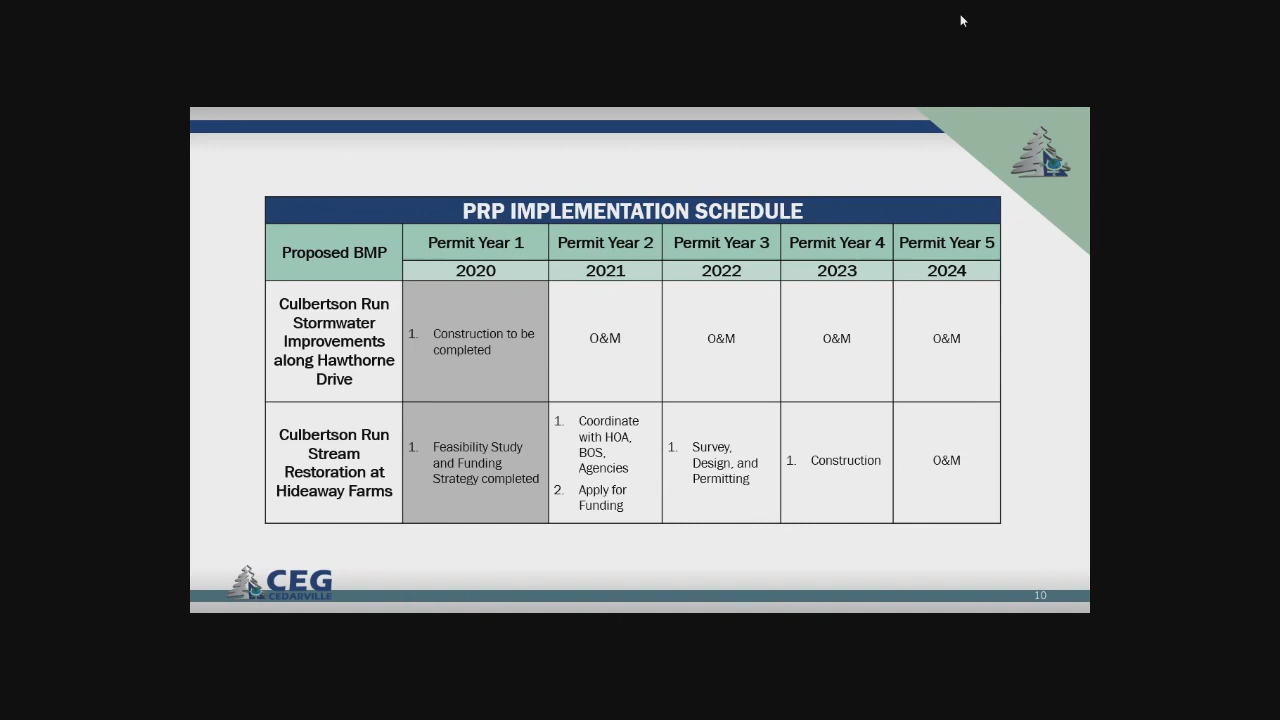 PRP IMPLEMENTATION SCHEDULE
Proposed BMP
Permit Year 1
Permit Year 2
Permit Year 3
Permit Year 4
Permit Year 5
2020
2021
2022
2023
2024
Culbertson Run
Stormwater
Improvements
along Hawthorne
Drive
1. Construction to be
completed
O&M
O&M
O&M
O&M
Culbertson Run
Stream
Restoration at
Hideaway Farms
1. Feasibility Study
and Funding
Strategy completed
1. Coordinate
with HOA,
BOS,
Agencies
2. Apply for
Funding
1. Survey,
Design, and
Permitting
1. Construction
O&M
CEG
CEDARVILLE
10